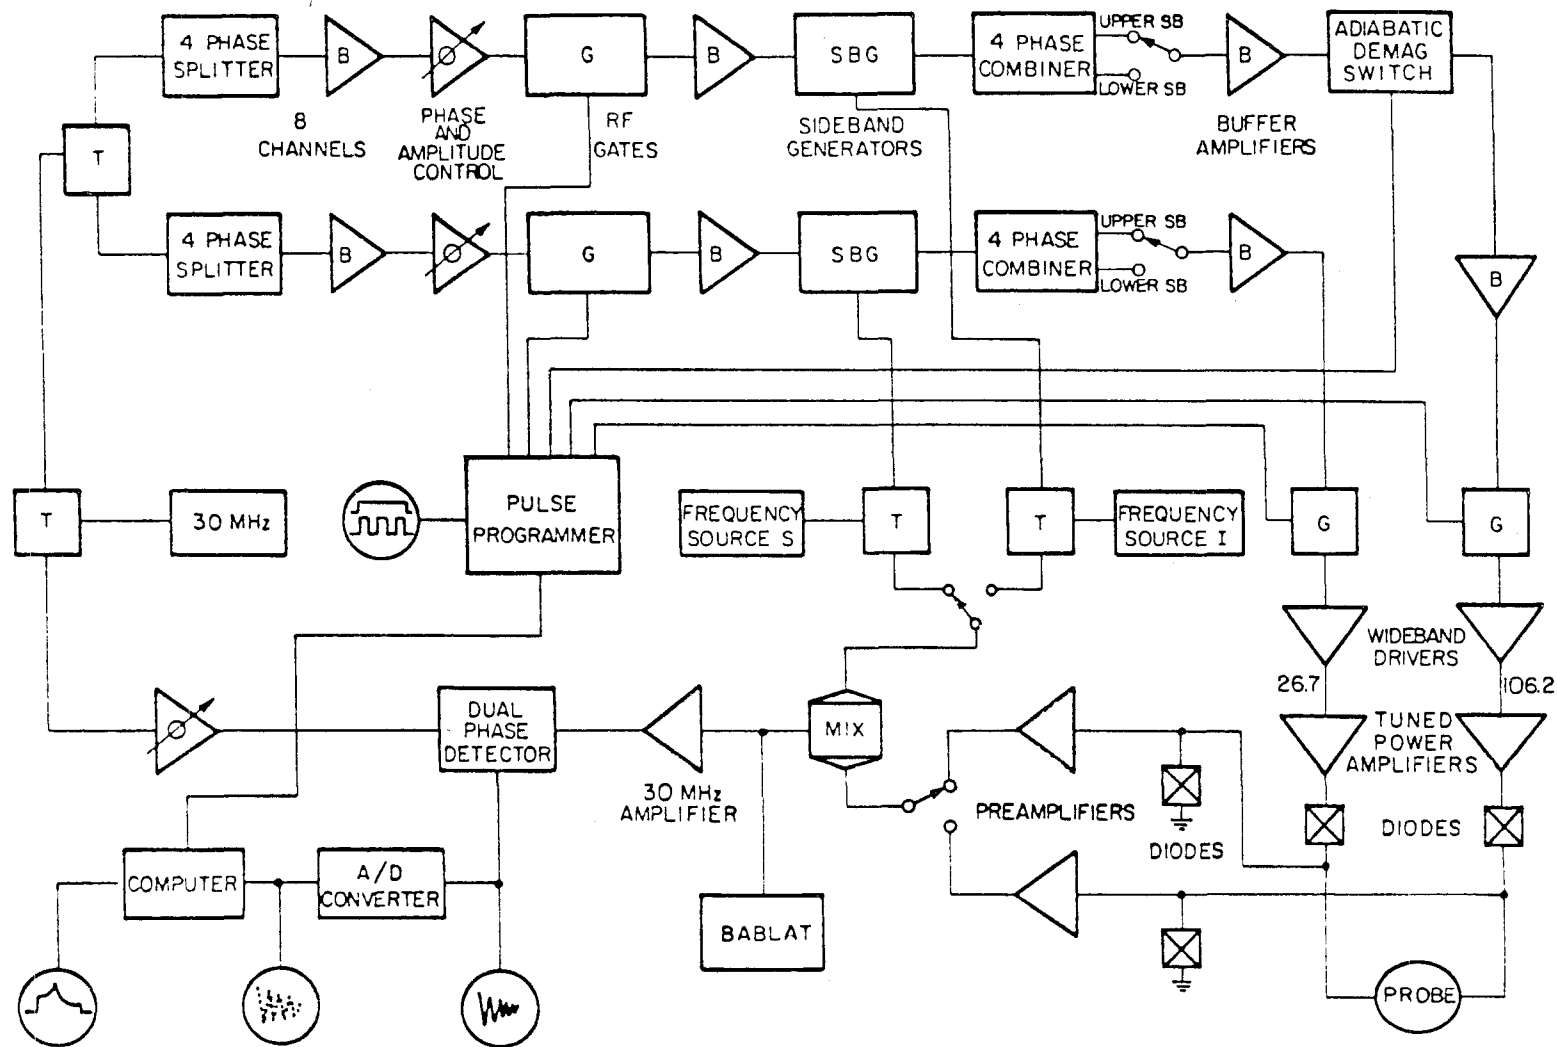 4 PHASE
SPLITTER
B
G
B
SBG
4 PHASE
COMBINER
UPPER SB
LOWER SB
B
ADIABATIC
DEMAG
SWITCH
8
CHANNELS
PHASE
AND
AMPLITUDE
CONTROL
RF
GATES
SIDEBAND
GENERATORS
BUFFER
AMPLIFIERS
T
4 PHASE
SPLITTER
B
G
B
SBG
4 PHASE
COMBINER
UPPER SB
LOWER SB
B
B
T
30 MHz
PULSE
PROGRAMMER
FREQUENCY
SOURCE S
T
T
FREQUENCY
SOURCE I
G
G
WIDEBAND
DRIVERS
26.7
106.2
DUAL
PHASE
DETECTOR
30 MHz
AMPLIFIER
MIX
PREAMPLIFIERS
DIODES
TUNED
POWER
AMPLIFIERS
DIODES
COMPUTER
A/D
CONVERTER
BABLAT
PROBE